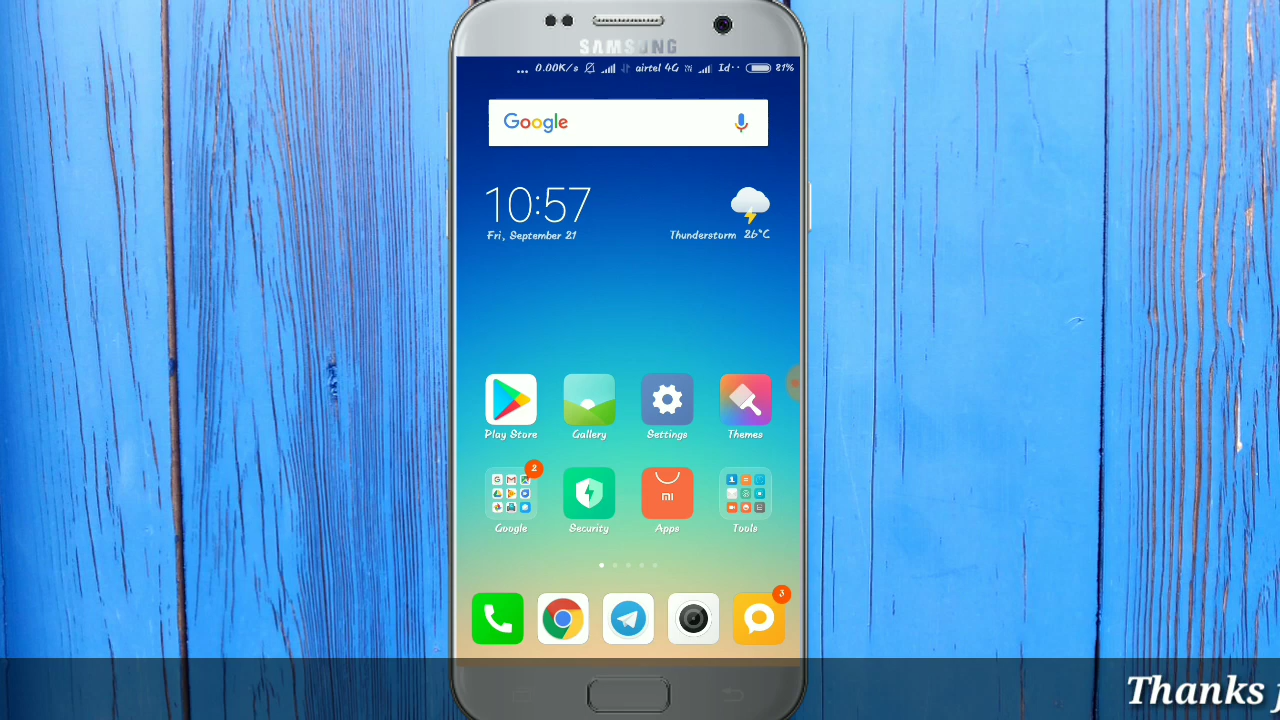 SAMSUNG
... 0.00K/s airtel 4G Id·· 81%
Google
10:57
Fri, September 21
Thunderstorm 26°C
Play Store Gallery Settings Themes
2
Google Security Apps Tools
mi
3
Thanks